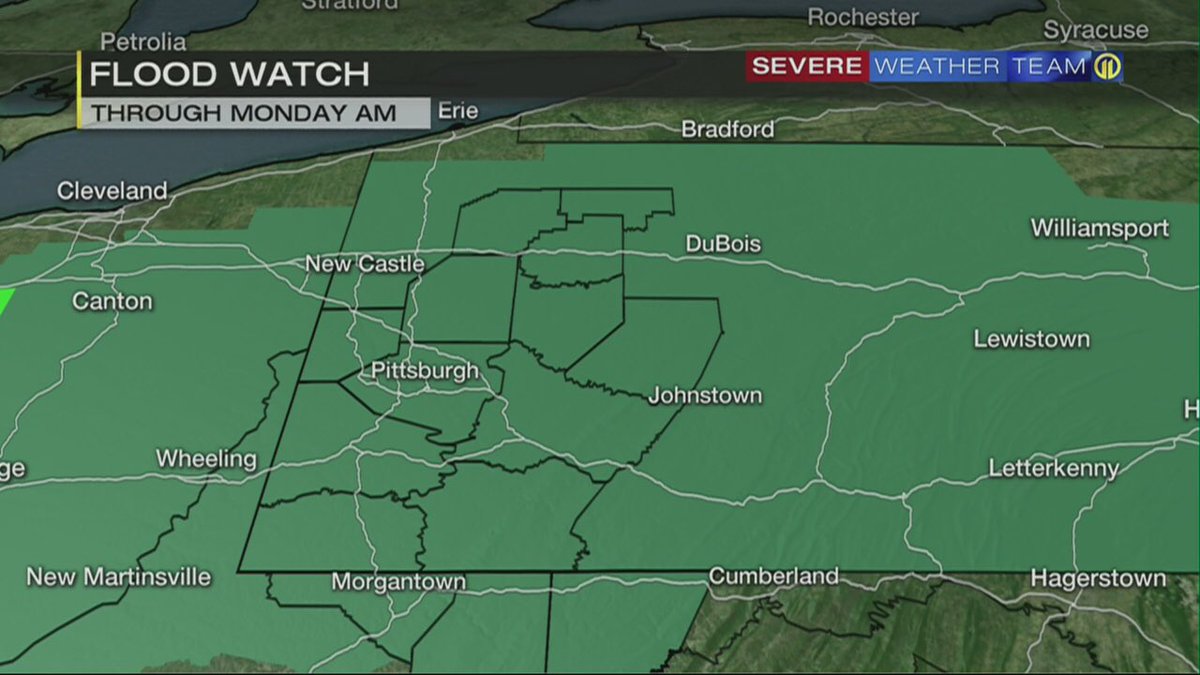 Stratford
Rochester
Petrolia
Syracuse
FLOOD WATCH
SEVERE WEATHER TEAM 11
THROUGH MONDAY AM
Erie
Bradford
Cleveland
Williamsport
DuBois
New Castle
Canton
Lewistown
Pittsburgh
Johnstown
H
Wheeling
ge
Letterkenny
New Martinsville
Morgantown
Cumberland
Hagerstown